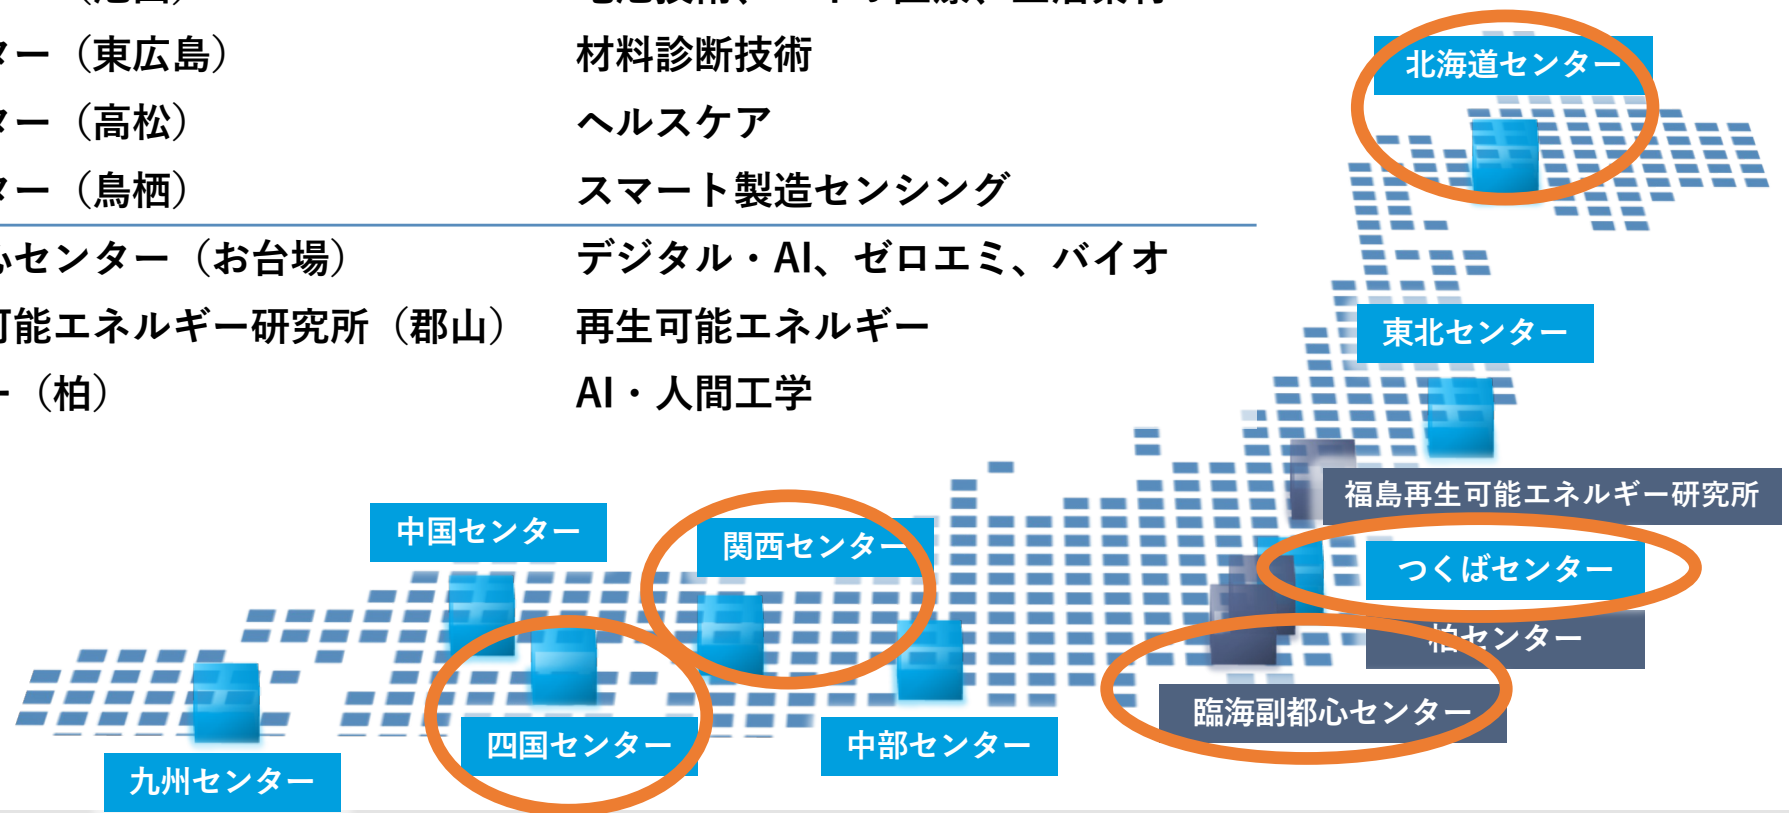 ター（東広島） 材料診断技術
ター（高松） ヘルスケア
ター（鳥栖） スマート製造センシング
センター（お台場） デジタル・AI、ゼロエミ、バイオ
可能エネルギー研究所（郡山） 再生可能エネルギー
ー（柏） AI・人間工学
北海道センター
東北センター
福島再生可能エネルギー研究所
中国センター
関西センター
つくばセンター
柏センター
臨海副都心センター
四国センター
中部センター
九州センター